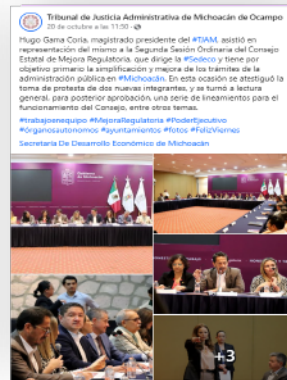 Tribunal de Justicia Administrativa de Michoacán de Ocampo
20 de octubre a las 11:50
Hugo Gama Coria, magistrado presidente del #TJAM, asistió en
representación del mismo a la Segunda Sesión Ordinaria del Consejo
Estatal de Mejora Regulatoria, que dirige la #Sedeco y tiene por
objetivo primario la simplificación y mejora de los trámites de la
administración pública en #Michoacán. En esta ocasión se atestiguó la
toma de protesta de dos nuevas integrantes, y se turnó a lectura
general, para posterior aprobación, una serie de lineamientos para el
funcionamiento del Consejo, entre otros temas.
#trabajoenequipo #MejoraRegulatoria #PoderEjecutivo
#órganosautonomos #ayuntamientos #fotos #FelizViernes
Secretaría De Desarrollo Económico de Michoacán
+3